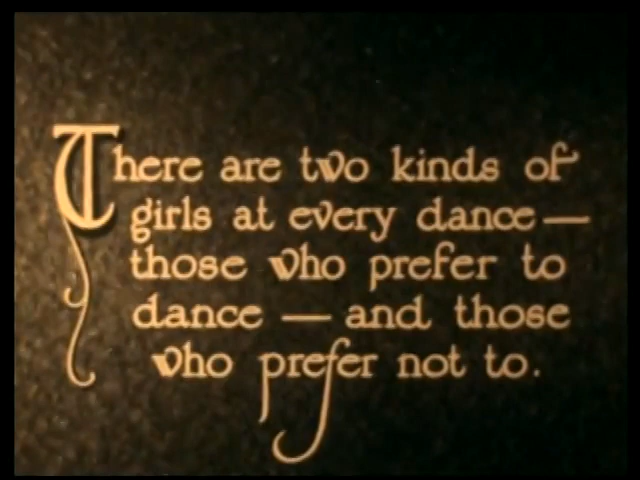 There are two kinds of
girls at every dance —
those who prefer to
dance — and those
who prefer not to.